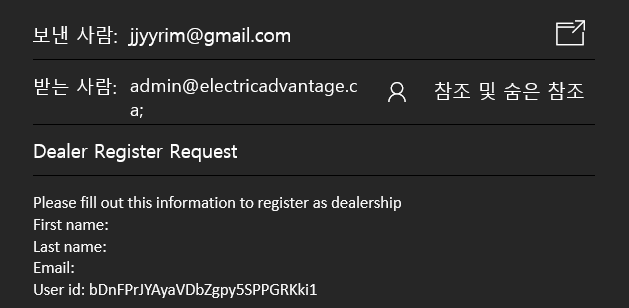 보낸 사람: jjyyrim@gmail.com
받는 사람: admin@electricadvantage.c
a;
참조 및 숨은 참조
Dealer Register Request
Please fill out this information to register as dealership
First name:
Last name:
Email:
User id: bDnFPrJYAyaVDbZgpy5SPPGRKki1